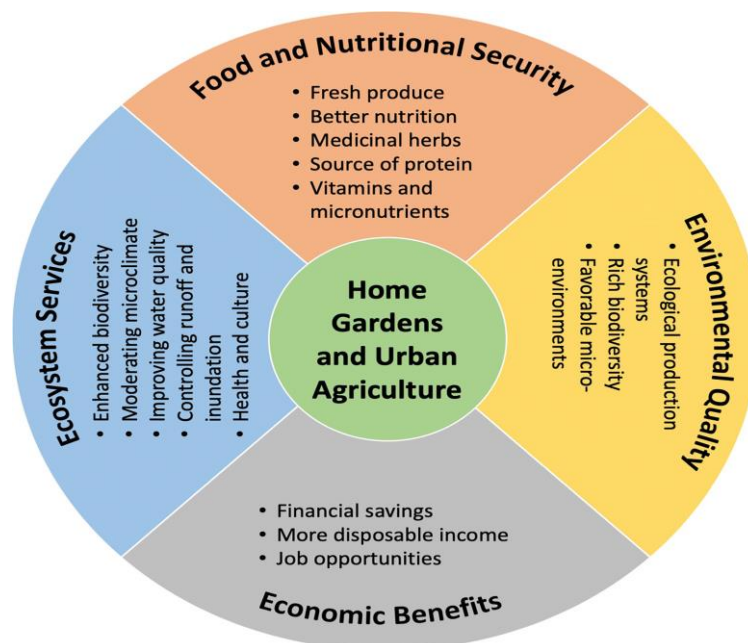 Food and Nutritional Security
• Fresh produce
• Better nutrition
• Medicinal herbs
• Source of protein
• Vitamins and
micronutrients
Ecosystem Services
• Enhanced biodiversity
• Moderating microclimate
• Improving water quality
• Controlling runoff and
inundation
• Health and culture
Home
Gardens
and Urban
Agriculture
Environmental Quality
• Ecological production
systems
• Rich biodiversity
• Favorable micro-
environments
• Financial savings
• More disposable income
• Job opportunities
Economic Benefits